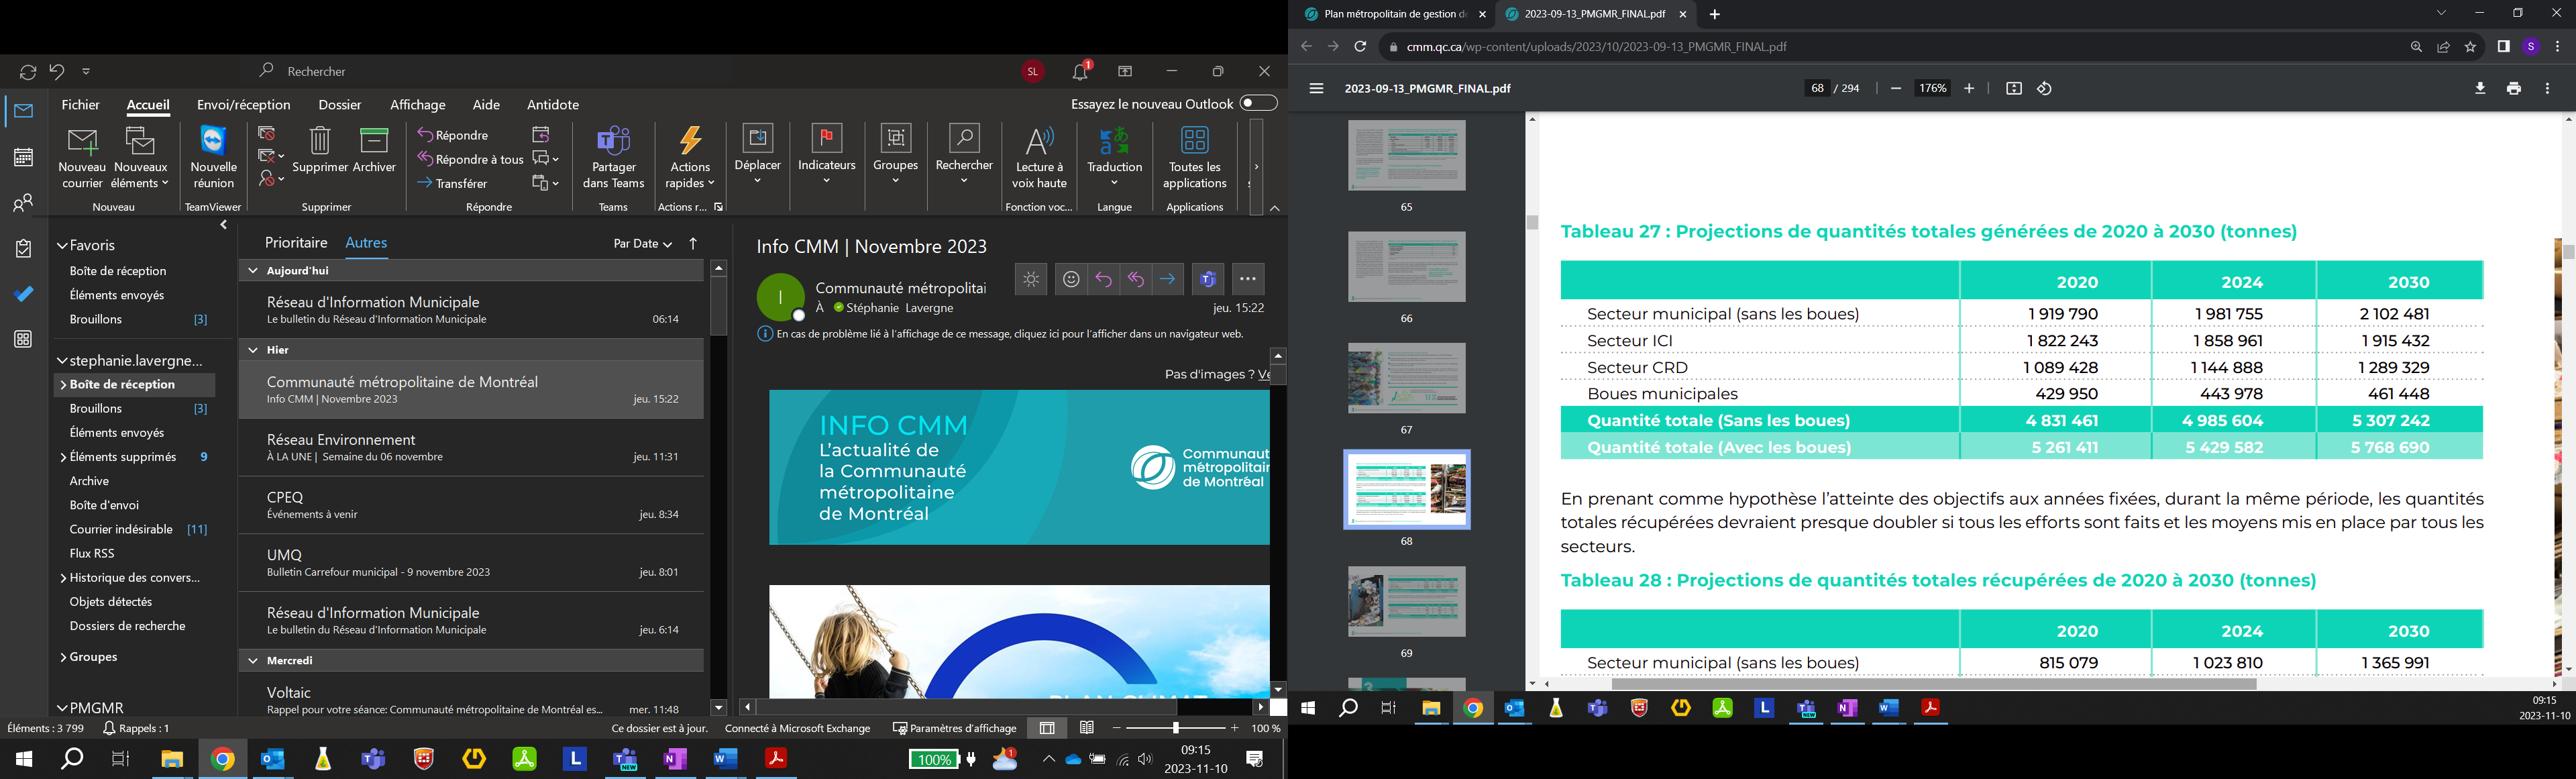 Rechercher
SL
1
Fichier Accueil Envoi/réception Dossier Affichage Aide Antidote
Essayez le nouveau Outlook
Nouveau courrier
Nouveaux éléments
Nouveau
Nouvelle réunion
TeamViewer
Supprimer Archiver
Supprimer
Répondre
Répondre à tous
Transférer
Répondre
Partager dans Teams
Teams
Actions rapides
Actions r...
Déplacer
Indicateurs
Groupes
Rechercher
Lecture à voix haute
Fonction voc...
Traduction
Langue
Toutes les applications
Applications
Favoris
Boîte de réception
Éléments envoyés
Brouillons [3]
stephanie.lavergne...
Boîte de réception
Brouillons [3]
Éléments envoyés
Éléments supprimés 9
Archive
Boîte d'envoi
Courrier indésirable [11]
Flux RSS
Historique des convers...
Objets détectés
Dossiers de recherche
Groupes
PMGMR
Prioritaire Autres Par Date
Aujourd'hui
Réseau d'Information Municipale
Le bulletin du Réseau d'Information Municipale 06:14
Hier
Communauté métropolitaine de Montréal
Info CMM | Novembre 2023 jeu. 15:22
Réseau Environnement
À LA UNE | Semaine du 06 novembre jeu. 11:31
CPEQ
Événements à venir jeu. 8:34
UMQ
Bulletin Carrefour municipal - 9 novembre 2023 jeu. 8:01
Réseau d'Information Municipale
Le bulletin du Réseau d'Information Municipale jeu. 6:14
Mercredi
Voltaic
Rappel pour votre séance: Communauté métropolitaine de Montréal es... mer. 11:48
Info CMM | Novembre 2023
I
Communauté métropolitai
À Stéphanie Lavergne
jeu. 15:22
En cas de problème lié à l'affichage de ce message, cliquez ici pour l'afficher dans un navigateur web.
Pas d'images ? Ve
INFO CMM
L'actualité de
la Communauté
métropolitaine
de Montréal
Communaut
métropolitain
de Montréal
PLAN CLIMAT
Éléments : 3 799 Rappels : 1
Ce dossier est à jour. Connecté à Microsoft Exchange Paramètres d'affichage 100 %
L
NEW
100%
1
09:15
2023-11-10
Plan métropolitain de gestion de
2023-09-13_PMGMR_FINAL.pdf
cmm.qc.ca/wp-content/uploads/2023/10/2023-09-13_PMGMR_FINAL.pdf
S
2023-09-13_PMGMR_FINAL.pdf
68 / 294
176%
65
66
67
68
69
Tableau 27 : Projections de quantités totales générées de 2020 à 2030 (tonnes)
2020 2024 2030
Secteur municipal (sans les boues) 1 919 790 1 981 755 2 102 481
Secteur ICI 1 822 243 1 858 961 1 915 432
Secteur CRD 1 089 428 1 144 888 1 289 329
Boues municipales 429 950 443 978 461 448
Quantité totale (Sans les boues) 4 831 461 4 985 604 5 307 242
Quantité totale (Avec les boues) 5 261 411 5 429 582 5 768 690
En prenant comme hypothèse l'atteinte des objectifs aux années fixées, durant la même période, les quantités
totales récupérées devraient presque doubler si tous les efforts sont faits et les moyens mis en place par tous les
secteurs.
Tableau 28 : Projections de quantités totales récupérées de 2020 à 2030 (tonnes)
2020 2024 2030
Secteur municipal (sans les boues) 815 079 1 023 810 1 365 991
L
NEW
09:15
2023-11-10